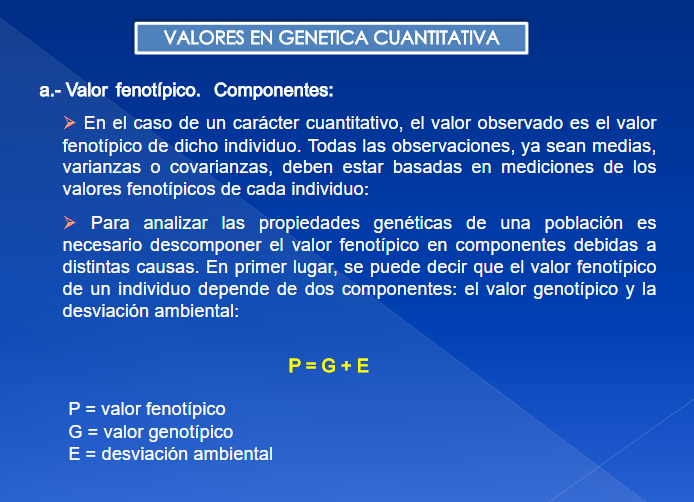 VALORES EN GENETICA CUANTITATIVA
a.- Valor fenotípico. Componentes:
➢ En el caso de un carácter cuantitativo, el valor observado es el valor
fenotípico de dicho individuo. Todas las observaciones, ya sean medias,
varianzas o covarianzas, deben estar basadas en mediciones de los
valores fenotípicos de cada individuo:
➢ Para analizar las propiedades genéticas de una población es
necesario descomponer el valor fenotípico en componentes debidas a
distintas causas. En primer lugar, se puede decir que el valor fenotípico
de un individuo depende de dos componentes: el valor genotípico y la
desviación ambiental:
P = G + E
P = valor fenotípico
G = valor genotípico
E = desviación ambiental